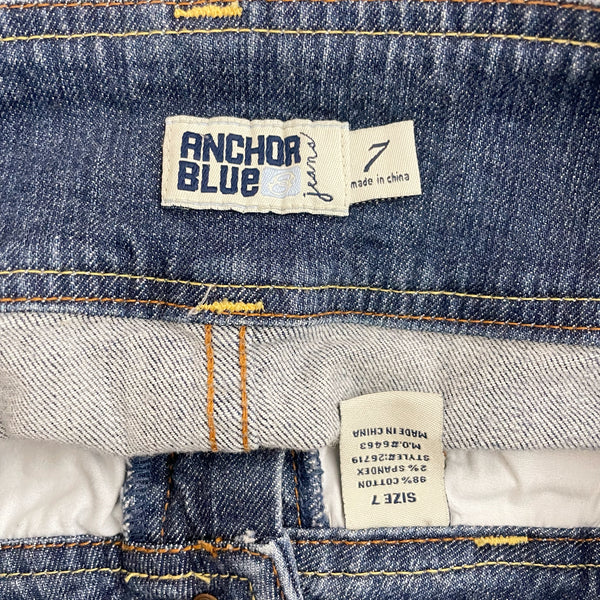 ANCHOR
BLUe
jeans
7
made in china
SIZE 7
98% COTTON
2% SPANDEX
STYLE#:26719
M.O.#6463
MADE IN CHINA